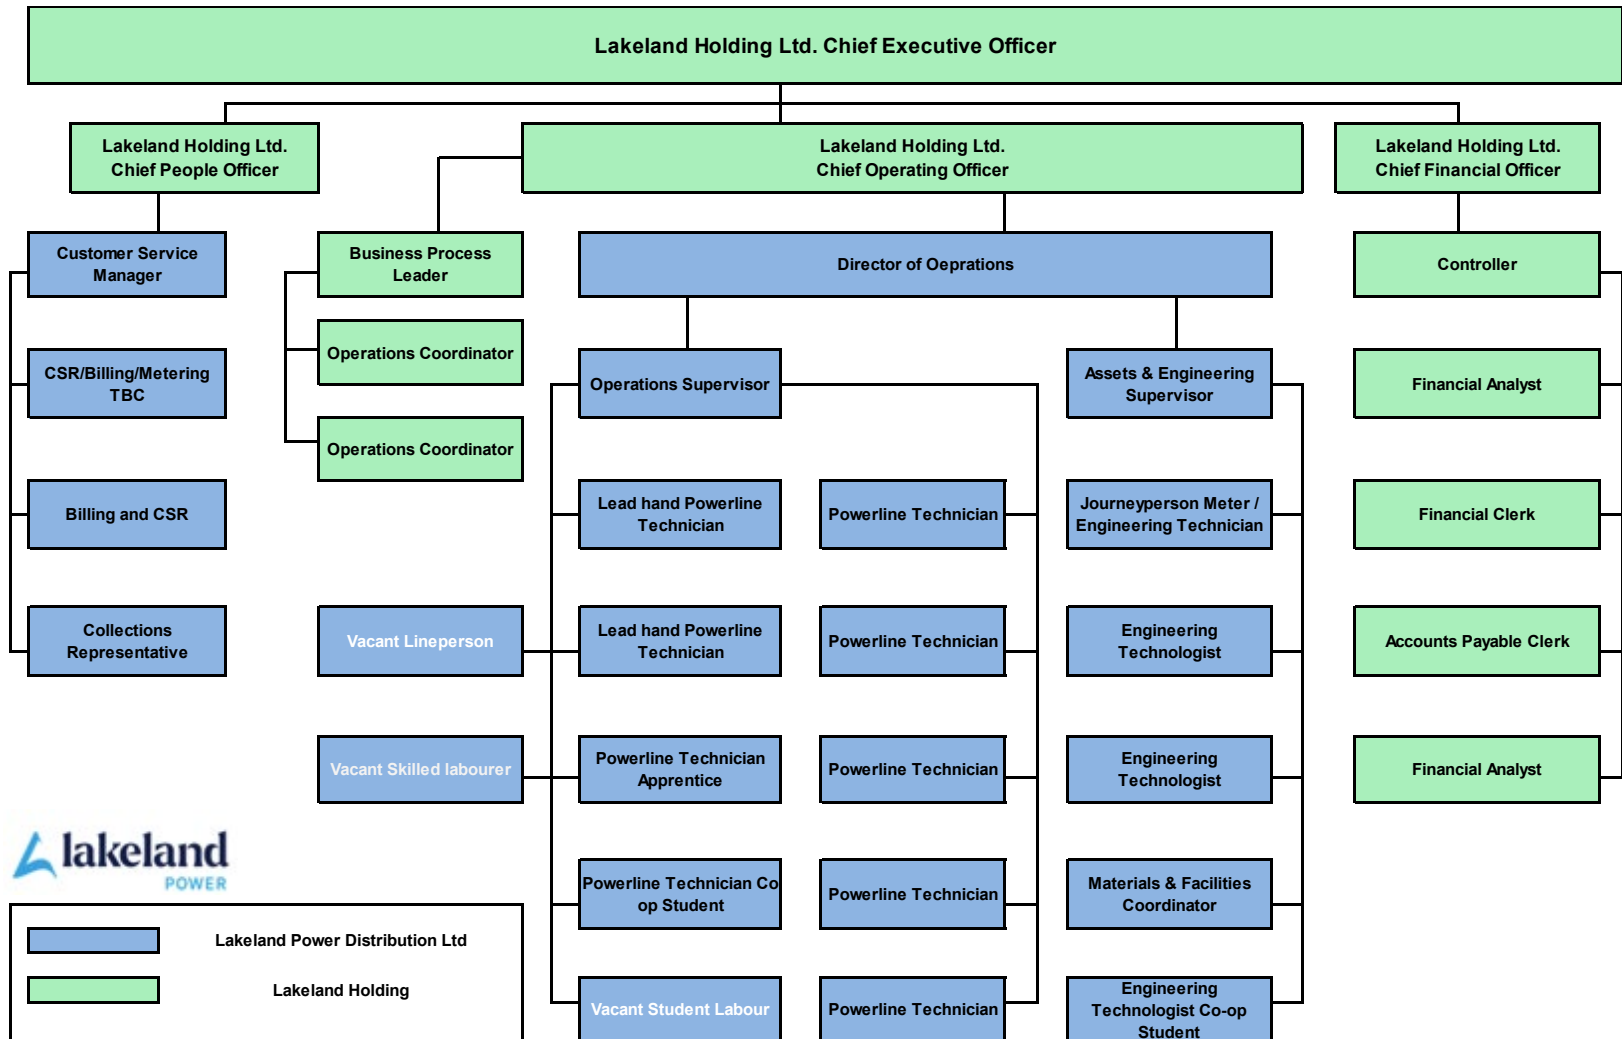 Lakeland Holding Ltd. Chief Executive Officer
Lakeland Holding Ltd.
Chief People Officer
Lakeland Holding Ltd.
Chief Operating Officer
Lakeland Holding Ltd.
Chief Financial Officer
Customer Service
Manager
Business Process
Leader
Director of Oeprations
Controller
Operations Coordinator
CSR/Billing/Metering
TBC
Operations Supervisor
Assets & Engineering
Supervisor
Financial Analyst
Operations Coordinator
Billing and CSR
Lead hand Powerline
Technician
Powerline Technician
Journeyperson Meter /
Engineering Technician
Financial Clerk
Collections
Representative
Vacant Lineperson
Lead hand Powerline
Technician
Powerline Technician
Engineering
Technologist
Accounts Payable Clerk
Vacant Skilled labourer
Powerline Technician
Apprentice
Powerline Technician
Engineering
Technologist
Financial Analyst
lakeland
POWER
Powerline Technician Co
op Student
Powerline Technician
Materials & Facilities
Coordinator
Lakeland Power Distribution Ltd
Lakeland Holding
Vacant Student Labour
Powerline Technician
Engineering
Technologist Co-op
Student